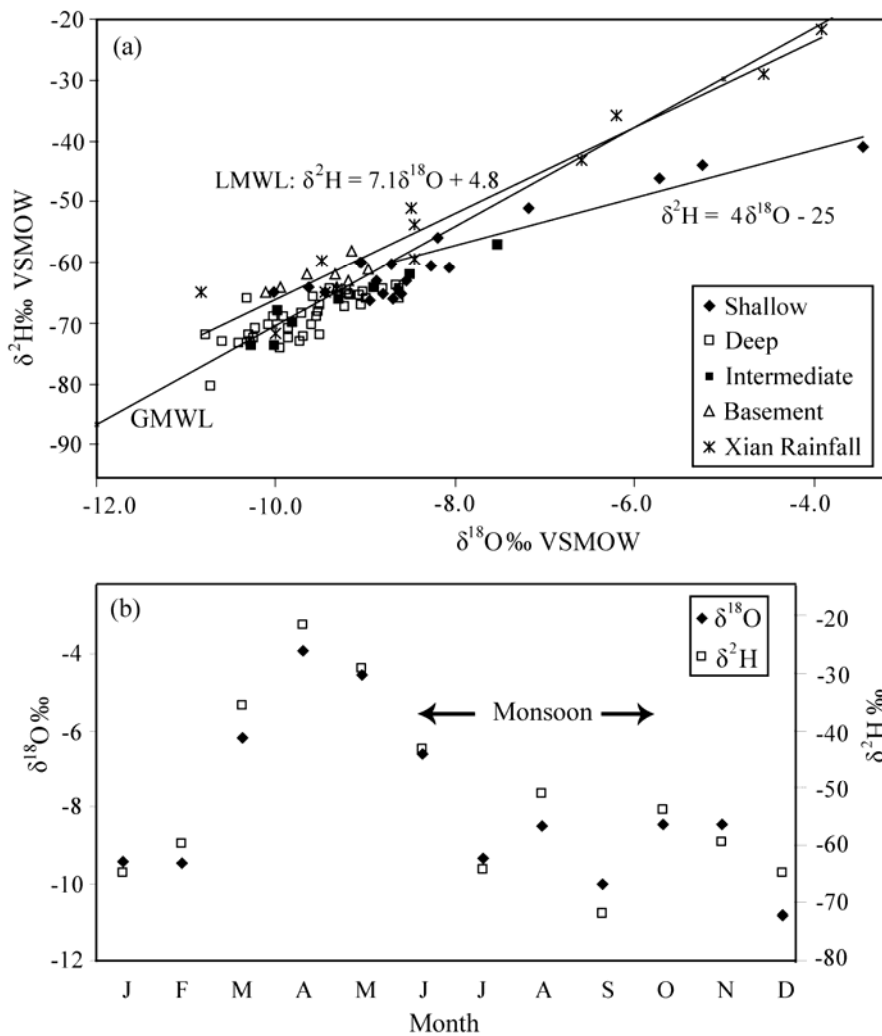 (a)
-20
-30
-40
-50
-60
-70
-80
-90
δ²H‰ VSMOW
LMWL: δ²H = 7.1δ¹⁸O + 4.8
δ²H = 4δ¹⁸O - 25
GMWL
Shallow
Deep
Intermediate
Basement
Xian Rainfall
-12.0 -10.0 -8.0 -6.0 -4.0
δ¹⁸O‰ VSMOW
(b)
δ¹⁸O
δ²H
Monsoon
-4
-6
-8
-10
-12
δ¹⁸O‰
-20
-30
-40
-50
-60
-70
-80
δ²H ‰
J F M A M J J A S O N D
Month